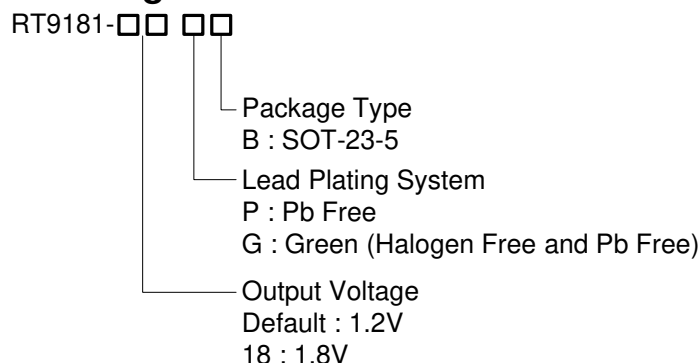 RT9181-□□ □□
Package Type
B : SOT-23-5
Lead Plating System
P : Pb Free
G : Green (Halogen Free and Pb Free)
Output Voltage
Default : 1.2V
18 : 1.8V